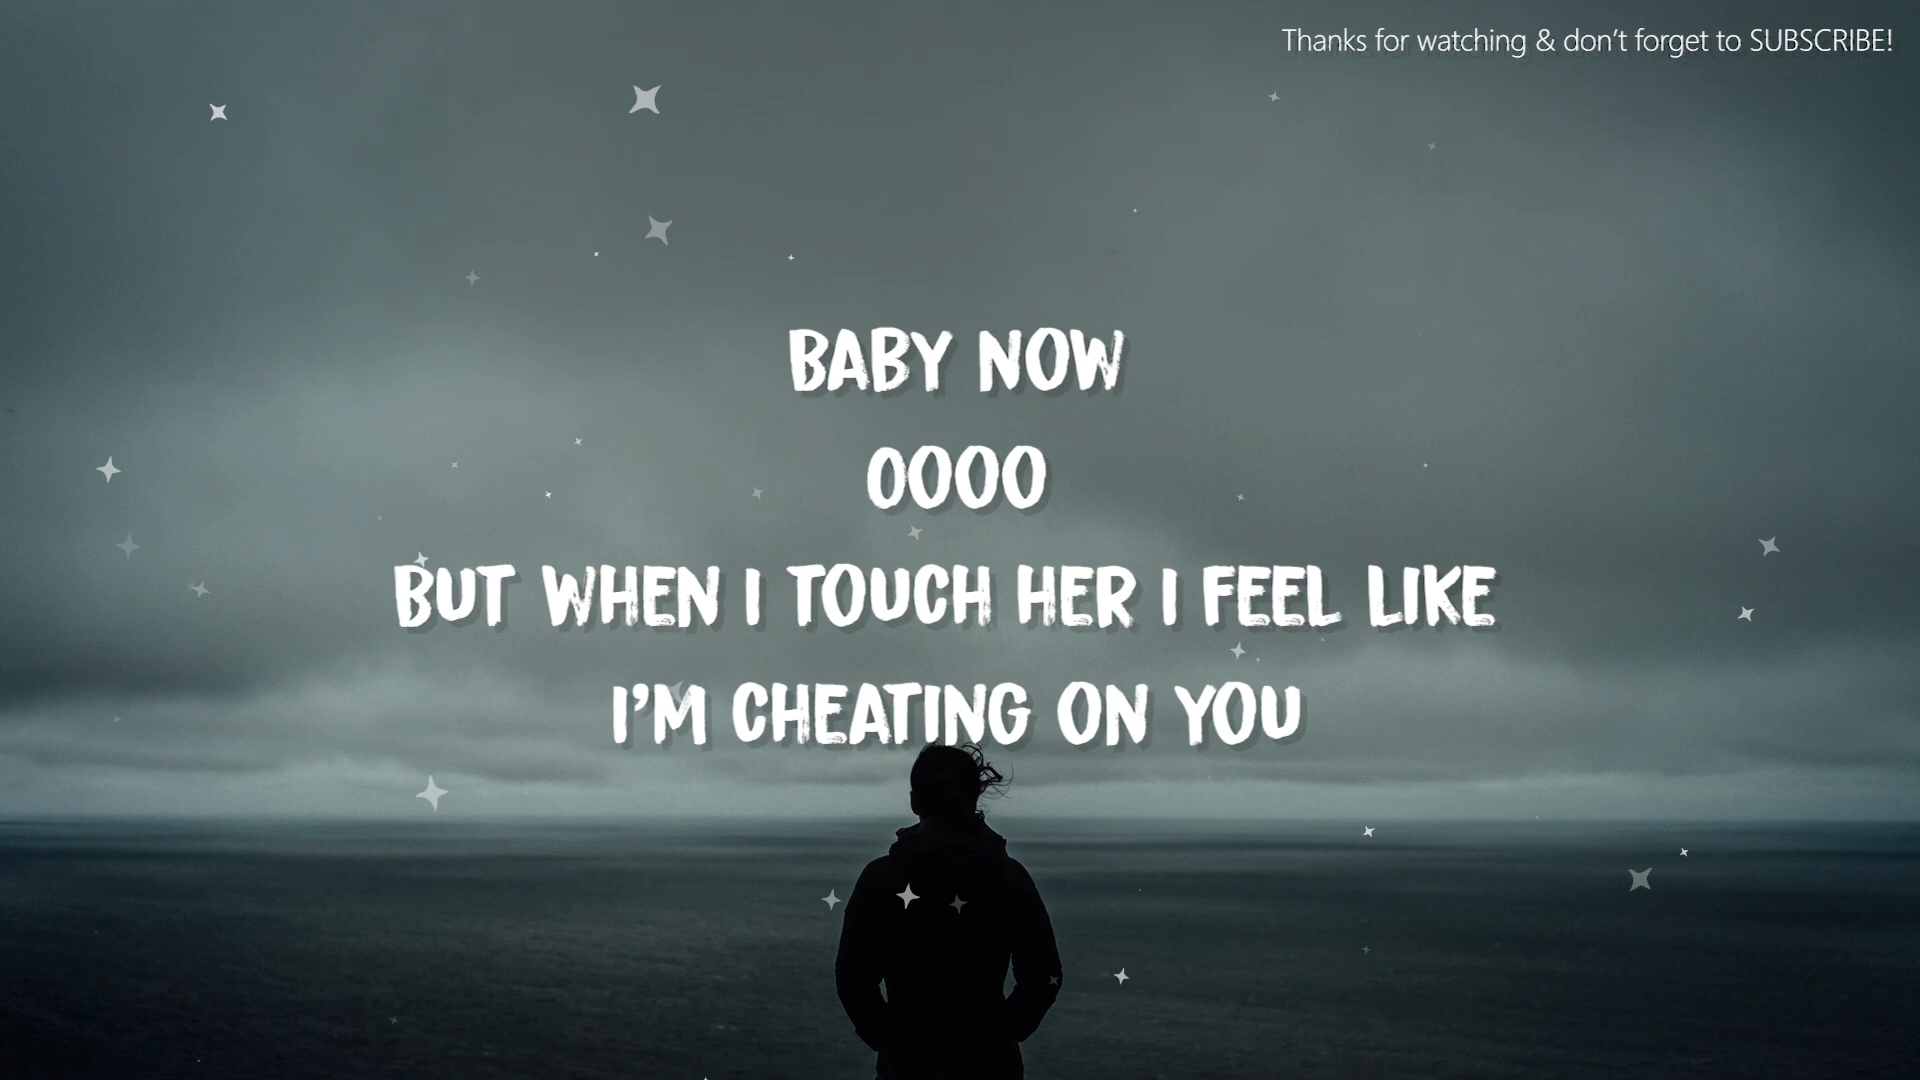 Thanks for watching & don't forget to SUBSCRIBE!
BABY NOW
OOOO
BUT WHEN I TOUCH HER I FEEL LIKE
I'M CHEATING ON YOU